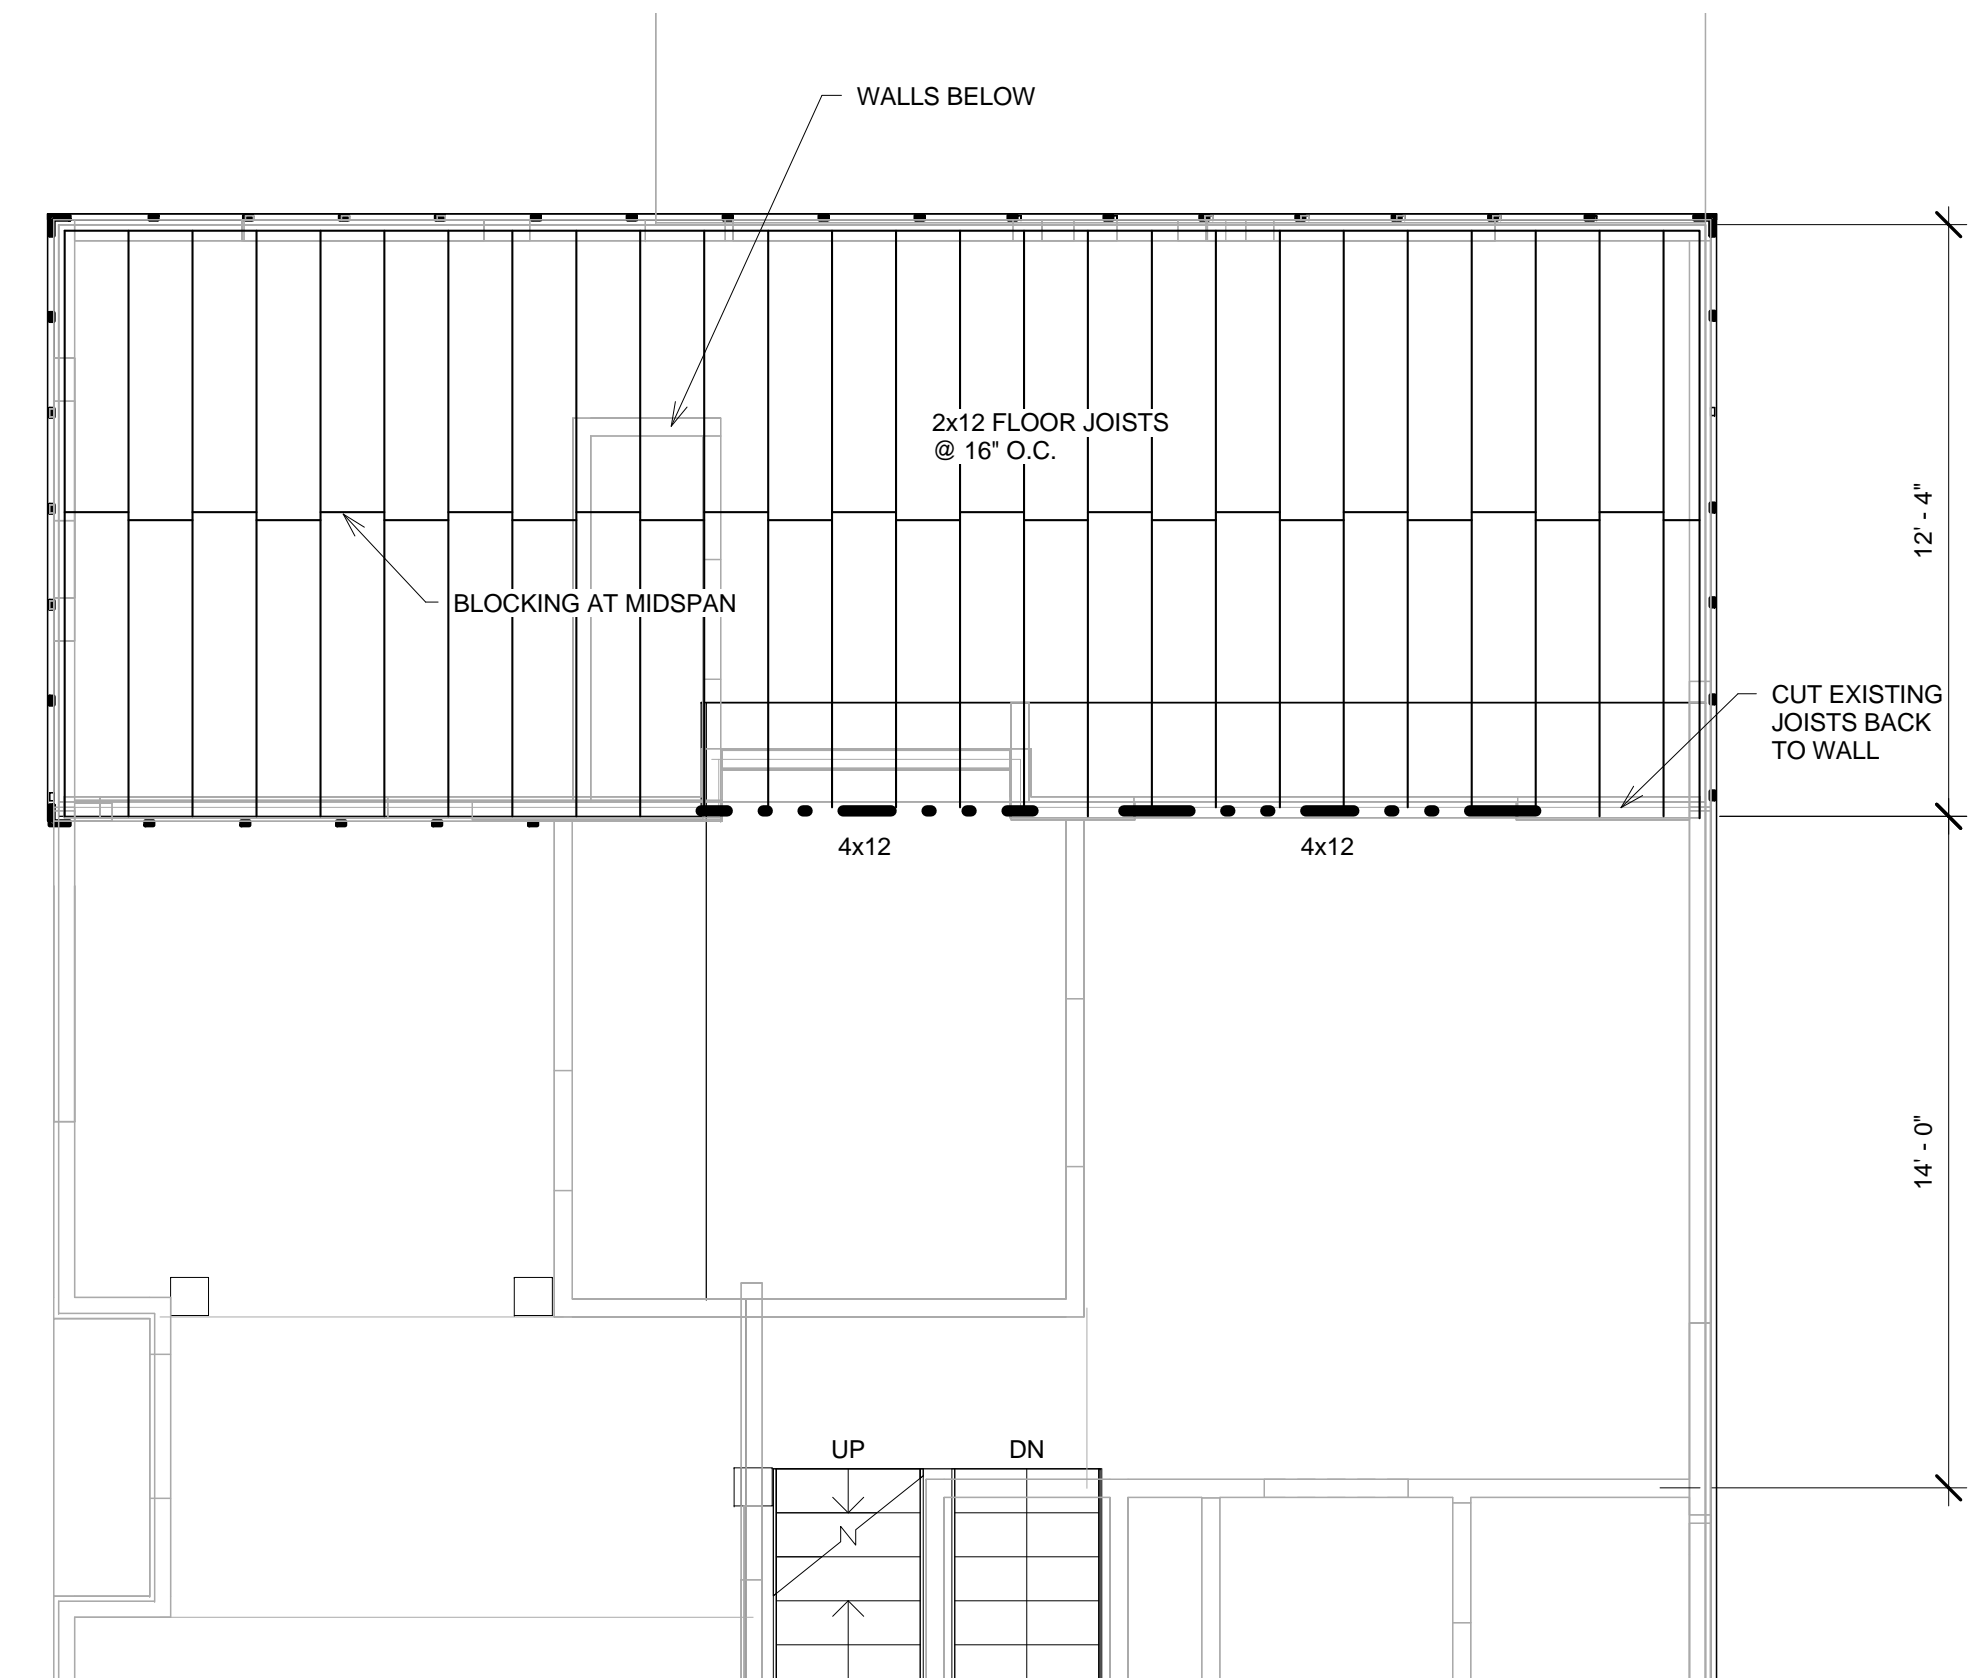 WALLS BELOW
2x12 FLOOR JOISTS
@ 16" O.C.
12' - 4"
BLOCKING AT MIDSPAN
CUT EXISTING
JOISTS BACK
TO WALL
4x12
4x12
14' - 0"
UP
DN